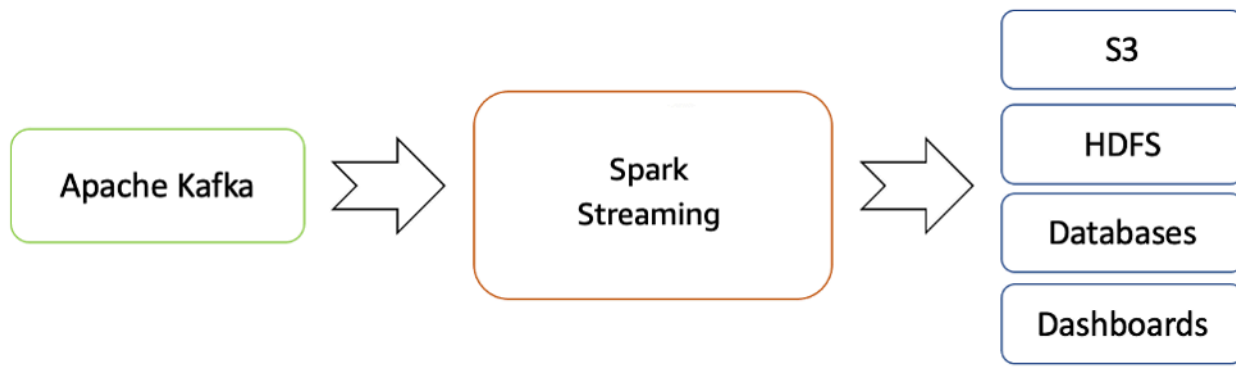 Apache Kafka
Spark
Streaming
S3
HDFS
Databases
Dashboards